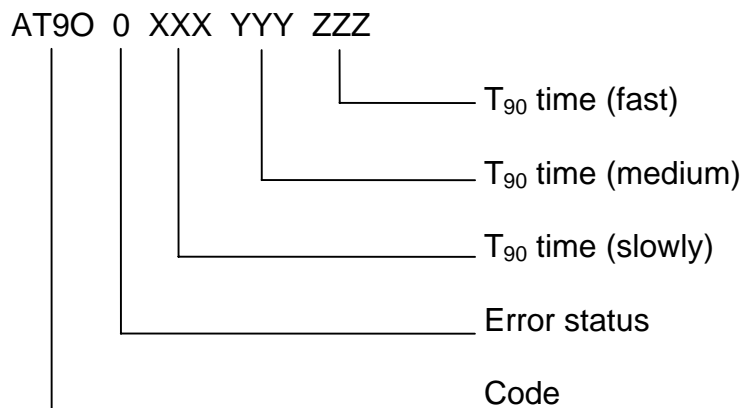 AT9O 0 XXX YYY ZZZ
T₉₀ time (fast)
T₉₀ time (medium)
T₉₀ time (slowly)
Error status
Code